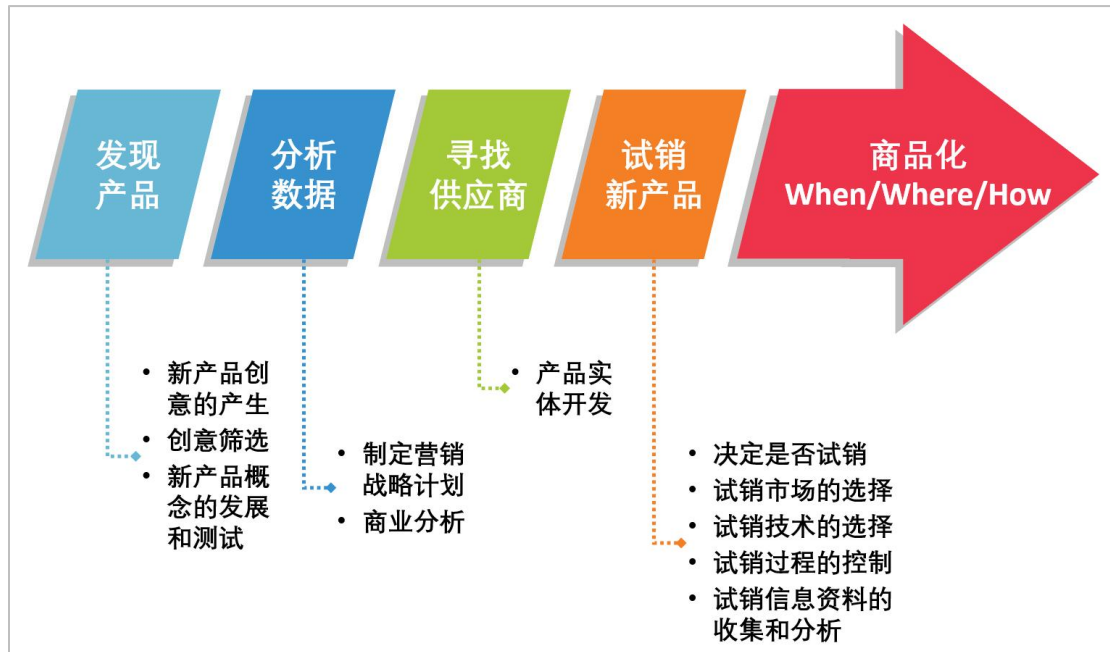 发现
产品
分析
数据
寻找
供应商
试销
新产品
商品化
When/Where/How
• 新产品创
意的产生
• 创意筛选
• 新产品概
念的发展
和测试
• 制定营销
战略计划
• 商业分析
• 产品实
体开发
• 决定是否试销
• 试销市场的选择
• 试销技术的选择
• 试销过程的控制
• 试销信息资料的
收集和分析